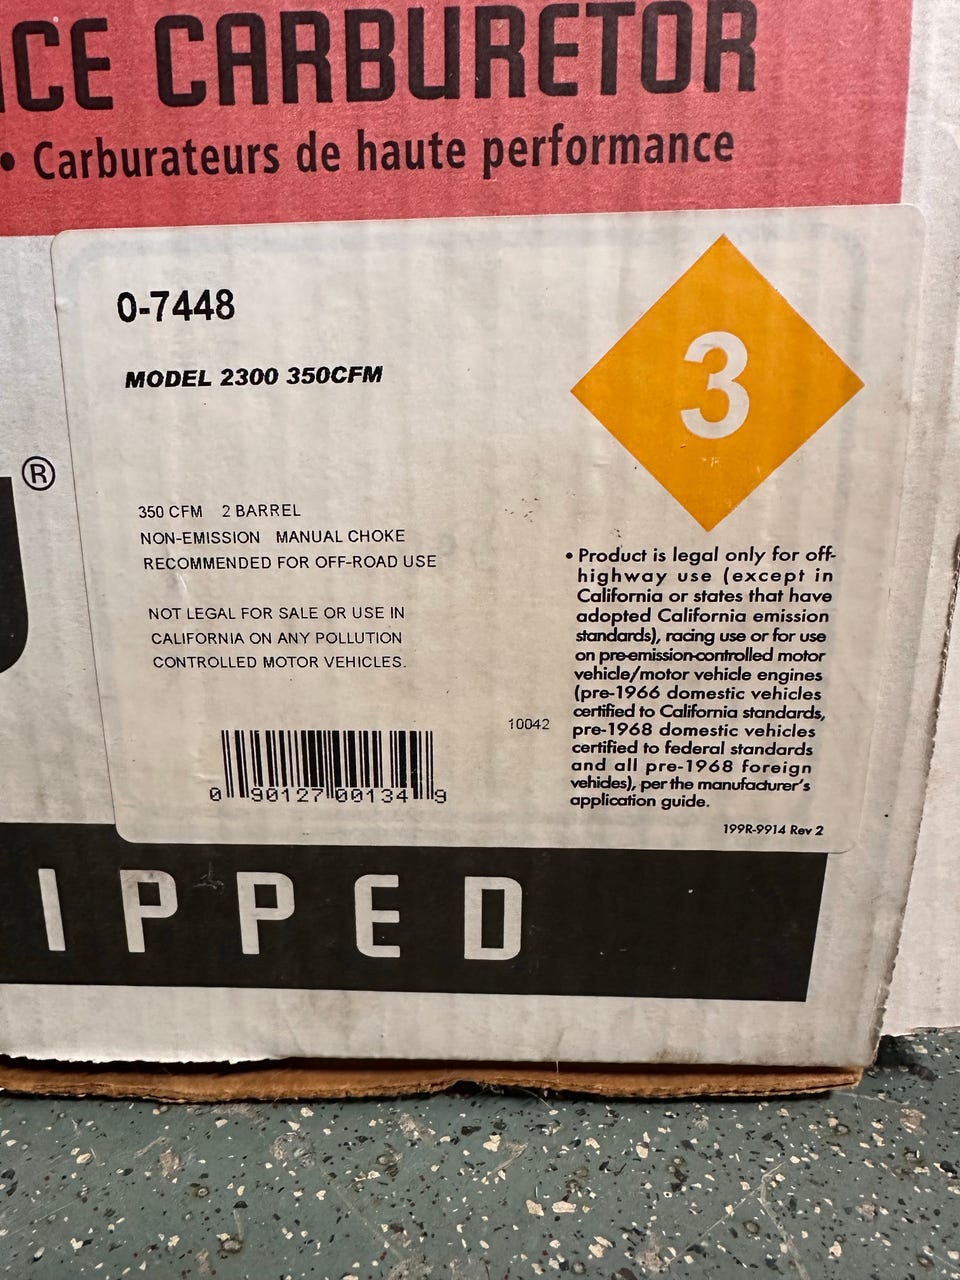 CARBURETOR
• Carburateurs de haute performance
0-7448
MODEL 2300 350CFM
3
®
350 CFM 2 BARREL
NON-EMISSION MANUAL CHOKE
RECOMMENDED FOR OFF-ROAD USE
NOT LEGAL FOR SALE OR USE IN
CALIFORNIA ON ANY POLLUTION
CONTROLLED MOTOR VEHICLES.
10042
0 90127 00134 9
• Product is legal only for off-
highway use (except in
California or states that have
adopted California emission
standards), racing use or for use
on pre-emission-controlled motor
vehicle/motor vehicle engines
(pre-1966 domestic vehicles
certified to California standards,
pre-1968 domestic vehicles
certified to federal standards
and all pre-1968 foreign
vehicles), per the manufacturer's
application guide.
199R-9914 Rev 2
IPPED